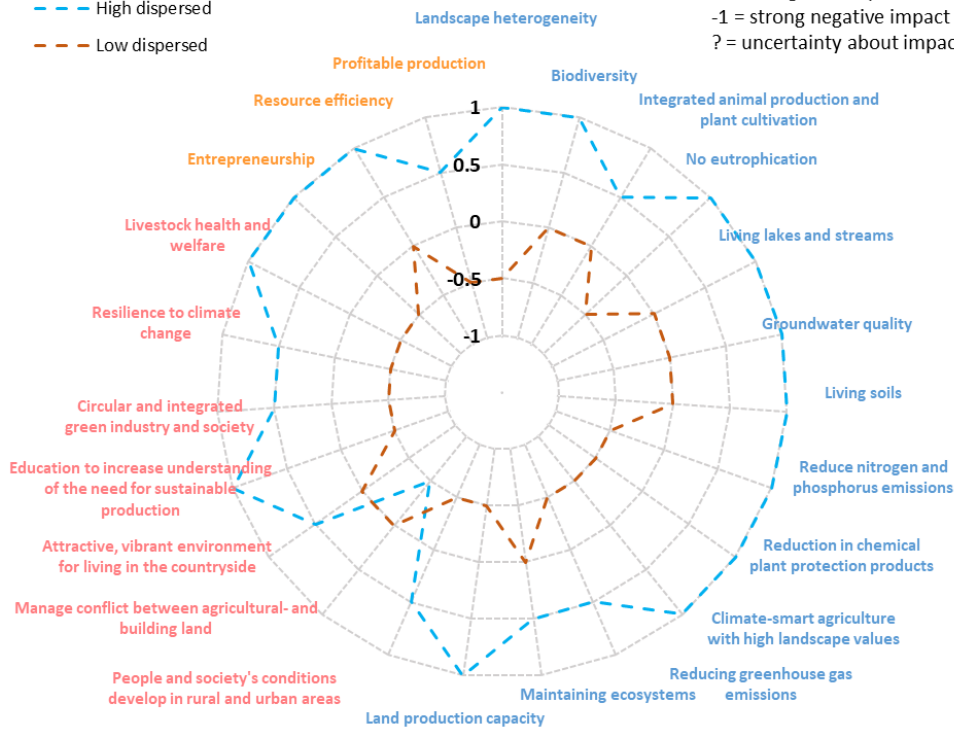 High dispersed
Low dispersed
-1 = strong negative impact
? = uncertainty about impac
Landscape heterogeneity
Profitable production
Biodiversity
Resource efficiency
Integrated animal production and
plant cultivation
Entrepreneurship
No eutrophication
Livestock health and
welfare
Living lakes and streams
Resilience to climate
change
Groundwater quality
Circular and integrated
green industry and society
Living soils
Education to increase understanding
of the need for sustainable
production
Reduce nitrogen and
phosphorus emissions
Attractive, vibrant environment
for living in the countryside
Reduction in chemical
plant protection products
Manage conflict between agricultural- and
building land
Climate-smart agriculture
with high landscape values
People and society's conditions
develop in rural and urban areas
Reducing greenhouse gas
emissions
Maintaining ecosystems
Land production capacity
1
0.5
0
-0.5
-1